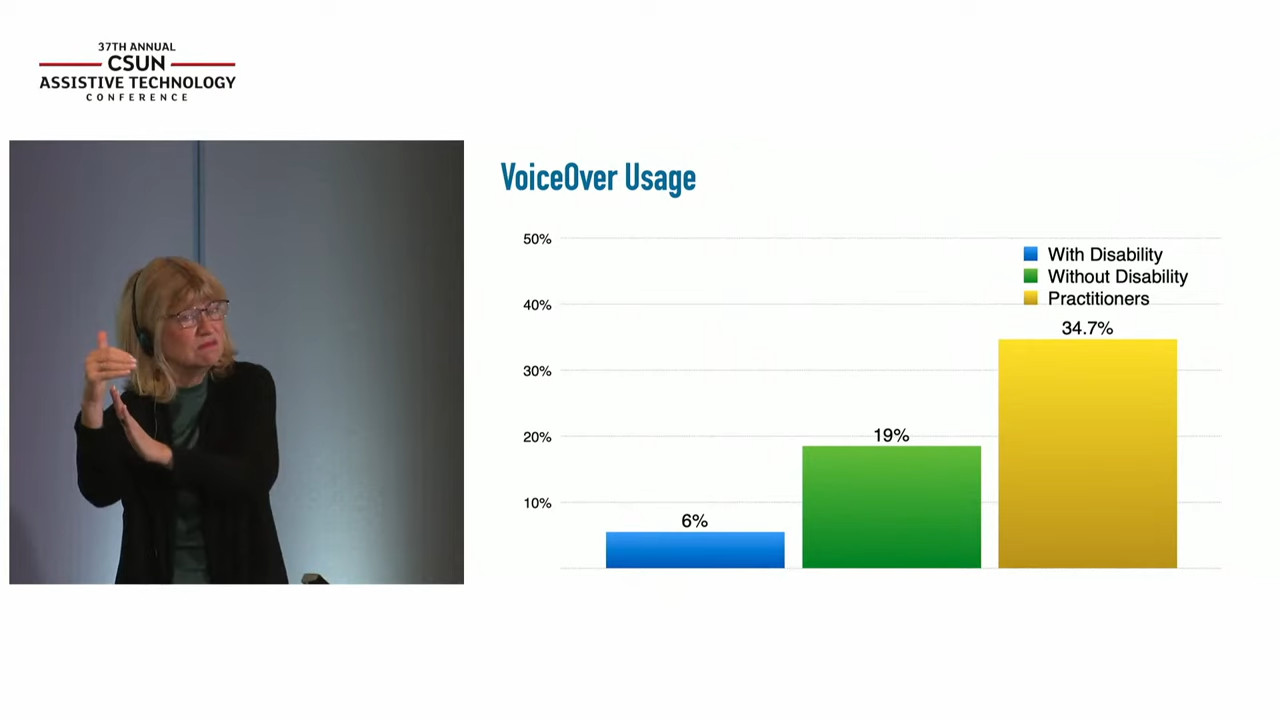 37TH ANNUAL
CSUN
ASSISTIVE TECHNOLOGY
CONFERENCE
VoiceOver Usage
50%
40%
30%
20%
10%
With Disability
Without Disability
Practitioners
6%
19%
34.7%